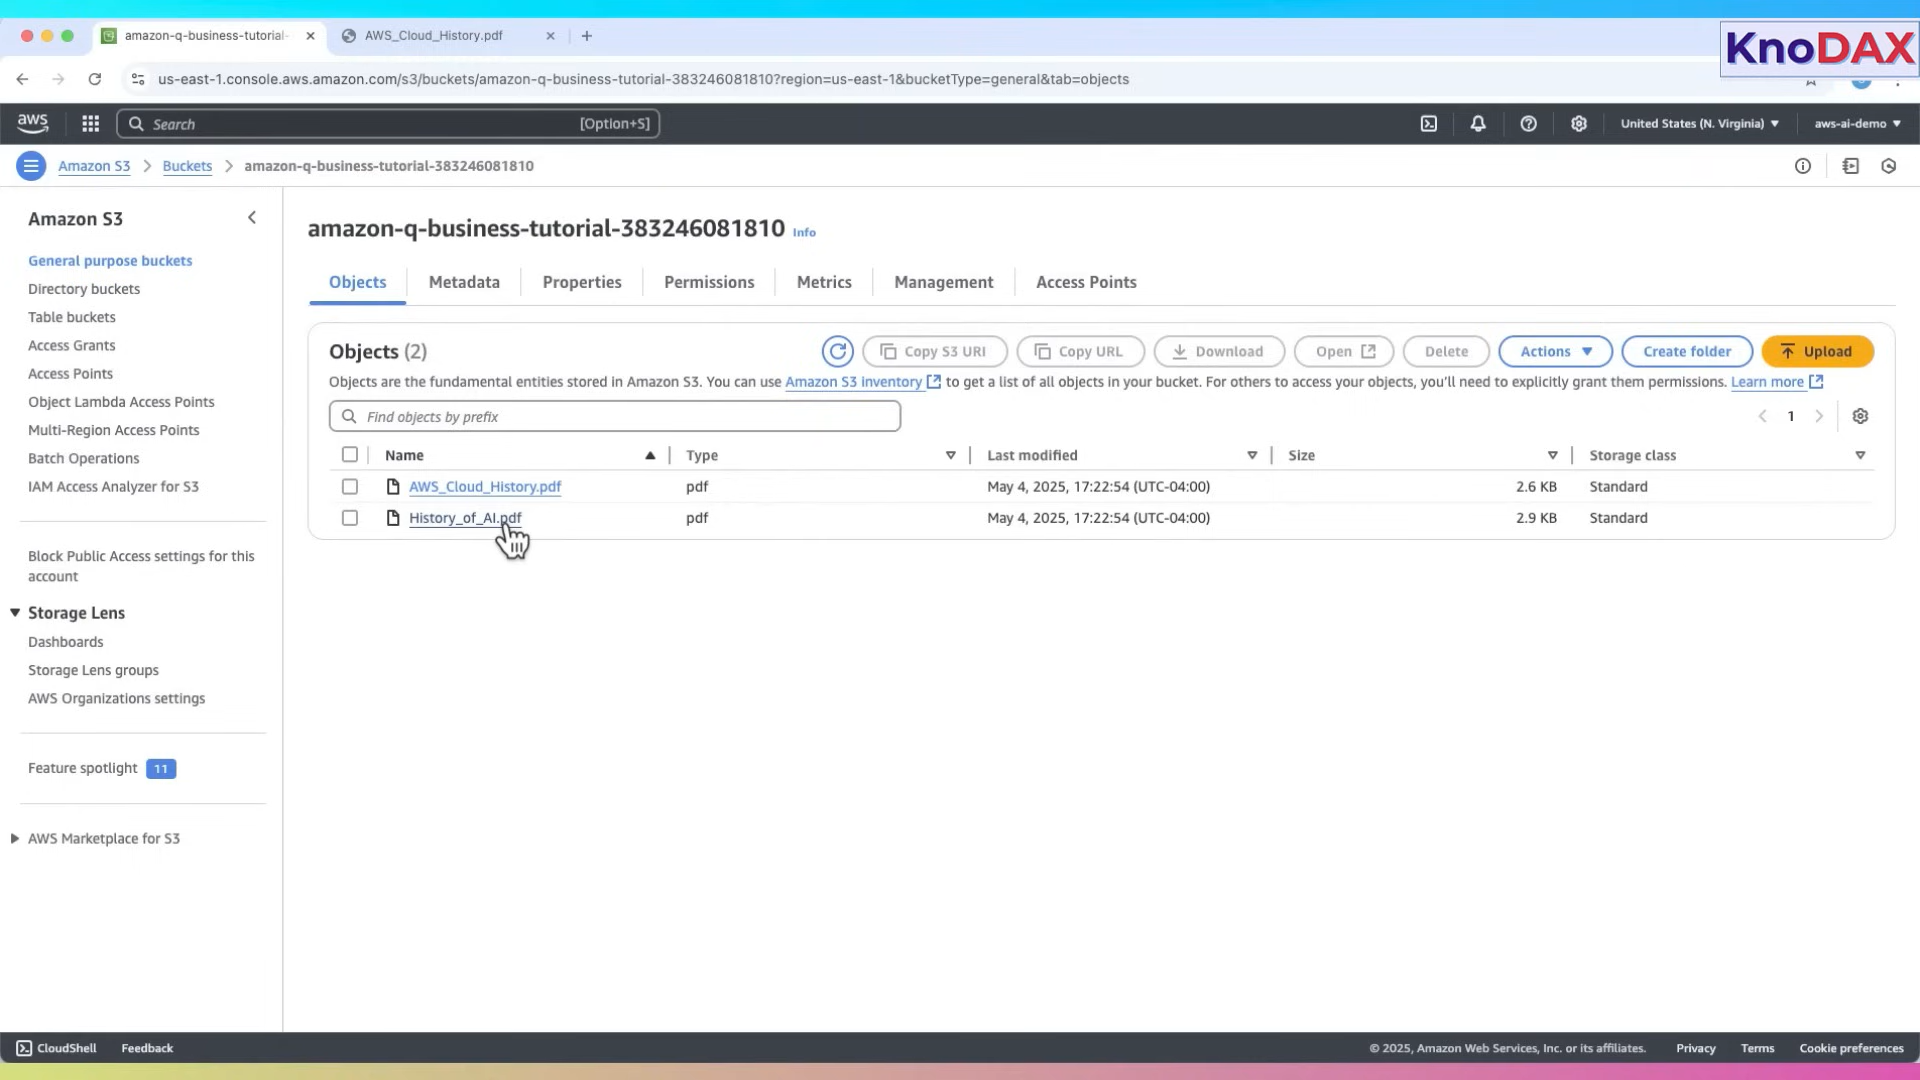 amazon-q-business-tutorial-
AWS_Cloud_History.pdf
KnoDAX
us-east-1.console.aws.amazon.com/s3/buckets/amazon-q-business-tutorial-383246081810?region=us-east-1&bucketType=general&tab=objects
aws
Search
[Option+S]
United States (N. Virginia)
aws-ai-demo
Amazon S3
Buckets
amazon-q-business-tutorial-383246081810
Amazon S3
General purpose buckets
Directory buckets
Table buckets
Access Grants
Access Points
Object Lambda Access Points
Multi-Region Access Points
Batch Operations
IAM Access Analyzer for S3
Block Public Access settings for this
account
Storage Lens
Dashboards
Storage Lens groups
AWS Organizations settings
Feature spotlight 11
AWS Marketplace for S3
amazon-q-business-tutorial-383246081810 Info
Objects Metadata Properties Permissions Metrics Management Access Points
Objects (2)
Copy S3 URI
Copy URL
Download
Open
Delete
Actions
Create folder
Upload
Objects are the fundamental entities stored in Amazon S3. You can use Amazon S3 inventory to get a list of all objects in your bucket. For others to access your objects, you'll need to explicitly grant them permissions. Learn more
Find objects by prefix
1
Name Type Last modified Size Storage class
AWS_Cloud_History.pdf pdf May 4, 2025, 17:22:54 (UTC-04:00) 2.6 KB Standard
History_of_AI.pdf pdf May 4, 2025, 17:22:54 (UTC-04:00) 2.9 KB Standard
CloudShell Feedback © 2025, Amazon Web Services, Inc. or its affiliates. Privacy Terms Cookie preferences